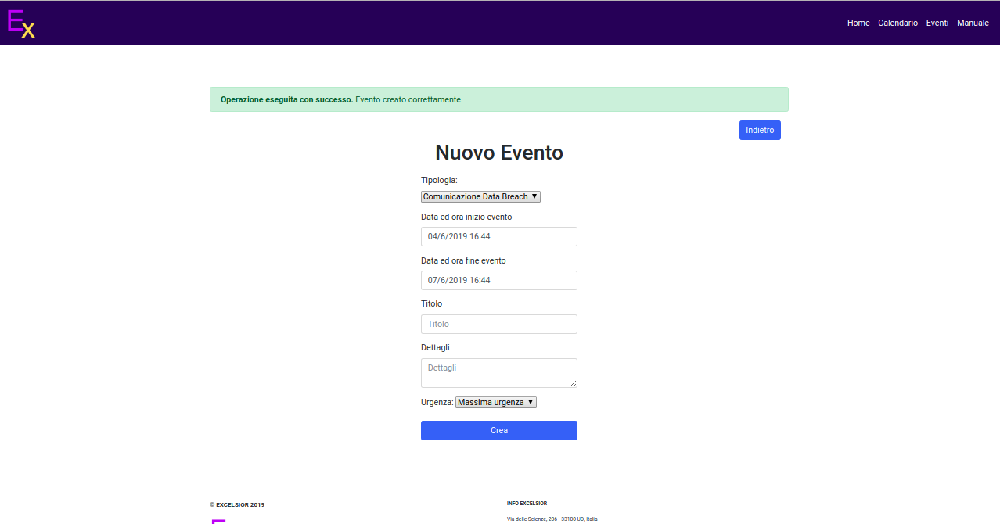 Ex
Home Calendario Eventi Manuale
Operazione eseguita con successo. Evento creato correttamente.
Indietro
Nuovo Evento
Tipologia:
Comunicazione Data Breach ▼
Data ed ora inizio evento
04/6/2019 16:44
Data ed ora fine evento
07/6/2019 16:44
Titolo
Titolo
Dettagli
Dettagli
Urgenza: Massima urgenza ▼
Crea
© EXCELSIOR 2019
INFO EXCELSIOR
Via delle Scienze, 206 - 33100 UD, Italia